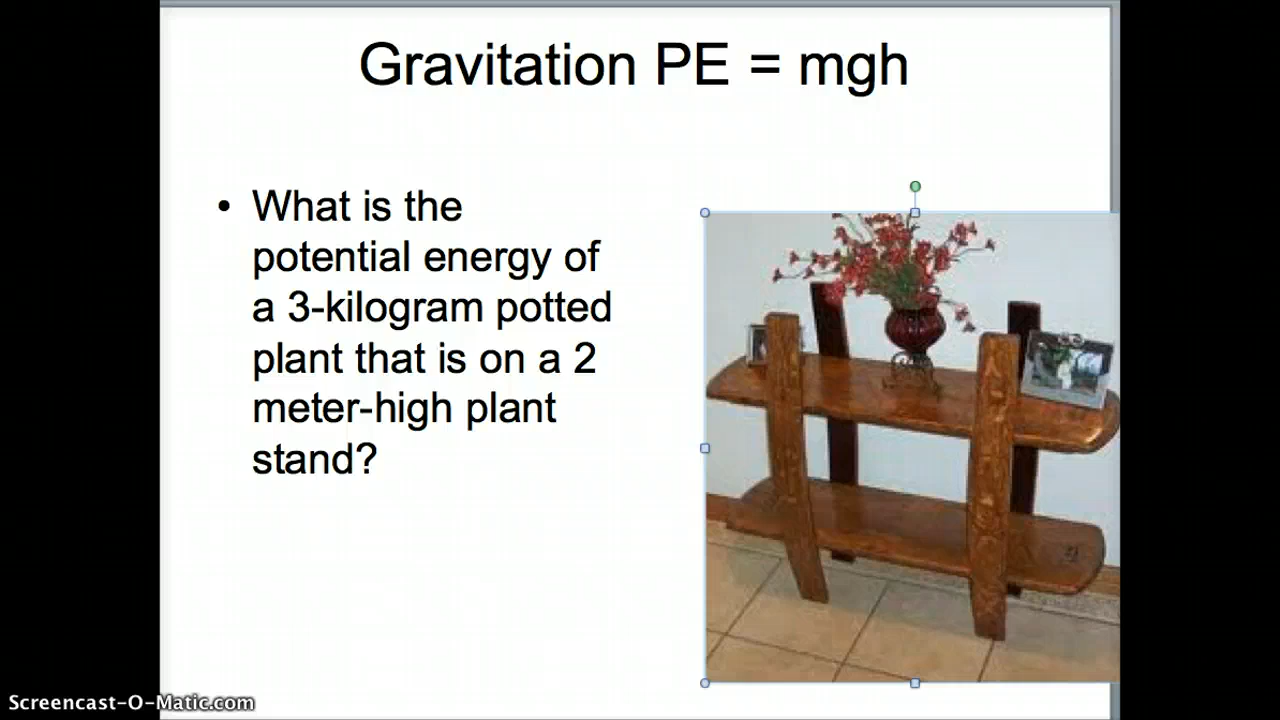 Gravitation PE = mgh
• What is the
potential energy of
a 3-kilogram potted
plant that is on a 2
meter-high plant
stand?
Screencast-O-Matic.com